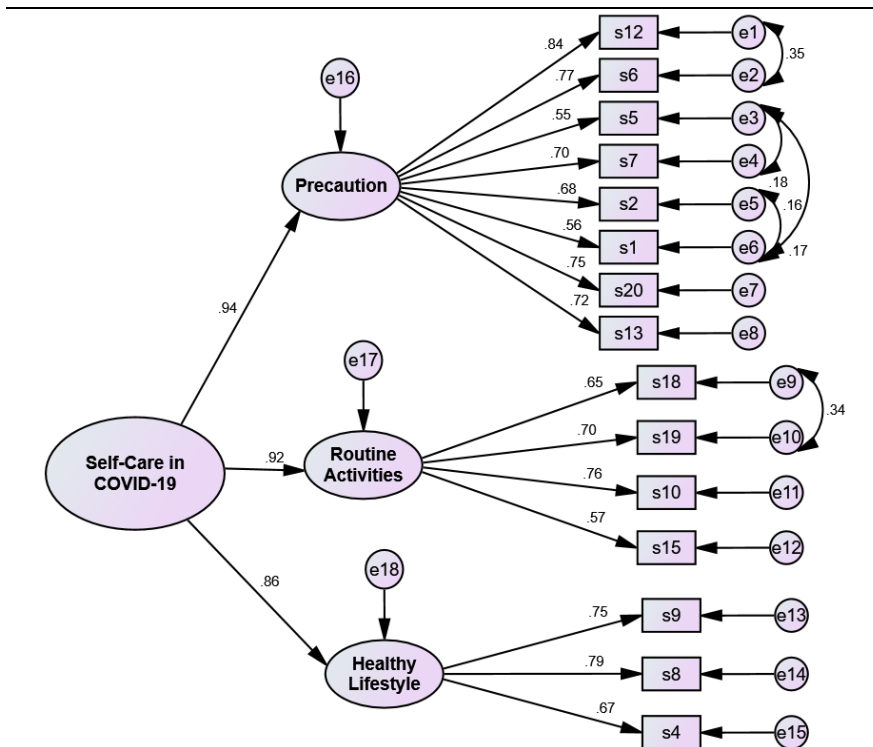 s12
e1
.84
.35
s6
e2
.77
e16
s5
e3
.55
s7
e4
.70
Precaution
.18
s2
e5
.68
.16
s1
e6
.56
.17
s20
e7
.75
s13
e8
.72
.94
e17
s18
e9
.65
.34
s19
e10
.70
Routine
Activities
.92
Self-Care in
COVID-19
s10
e11
.76
s15
e12
.57
e18
.86
s9
e13
.75
Healthy
Lifestyle
s8
e14
.79
s4
e15
.67